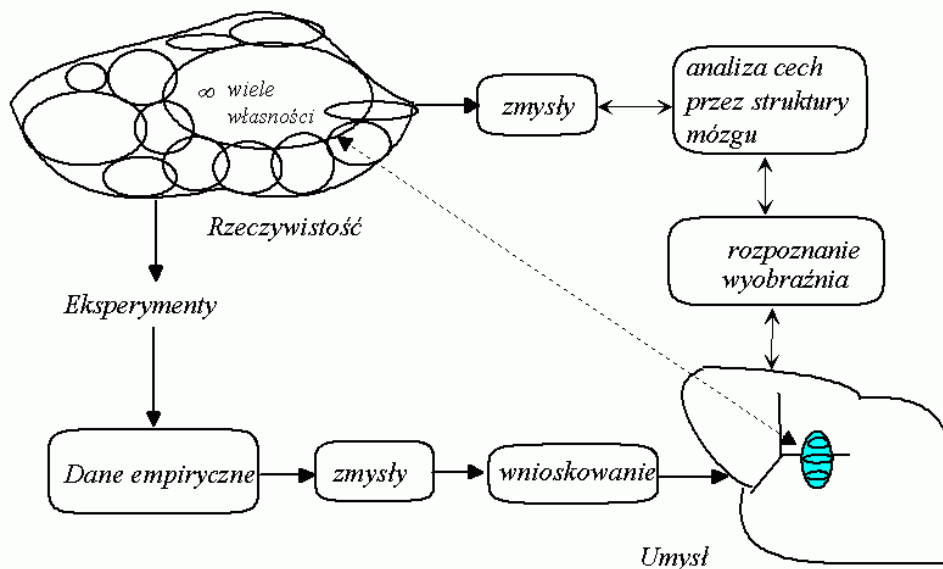 ∞ wiele
własności
zmysły
analiza cech
przez struktury
mózgu
Rzeczywistość
rozpoznanie
wyobraźnia
Eksperymenty
Dane empiryczne
zmysły
wnioskowanie
Umysł